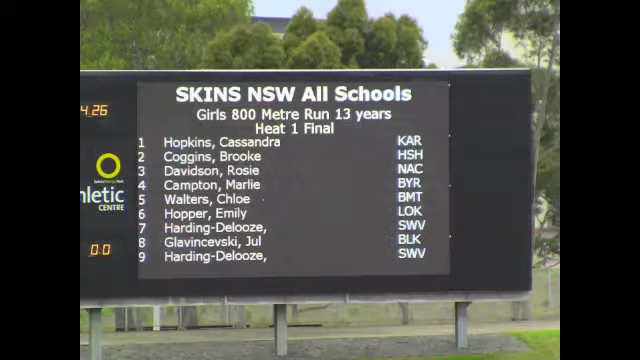 SKINS NSW All Schools
Girls 800 Metre Run 13 years
Heat 1 Final
4:26
1 Hopkins, Cassandra KAR
2 Coggins, Brooke HSH
3 Davidson, Rosie NAC
4 Campton, Marlie BYR
5 Walters, Chloe BMT
6 Hopper, Emily LOK
7 Harding-Delooze, SWV
8 Glavincevski, Jul BLK
9 Harding-Delooze, SWV
hletic
CENTRE
0.0